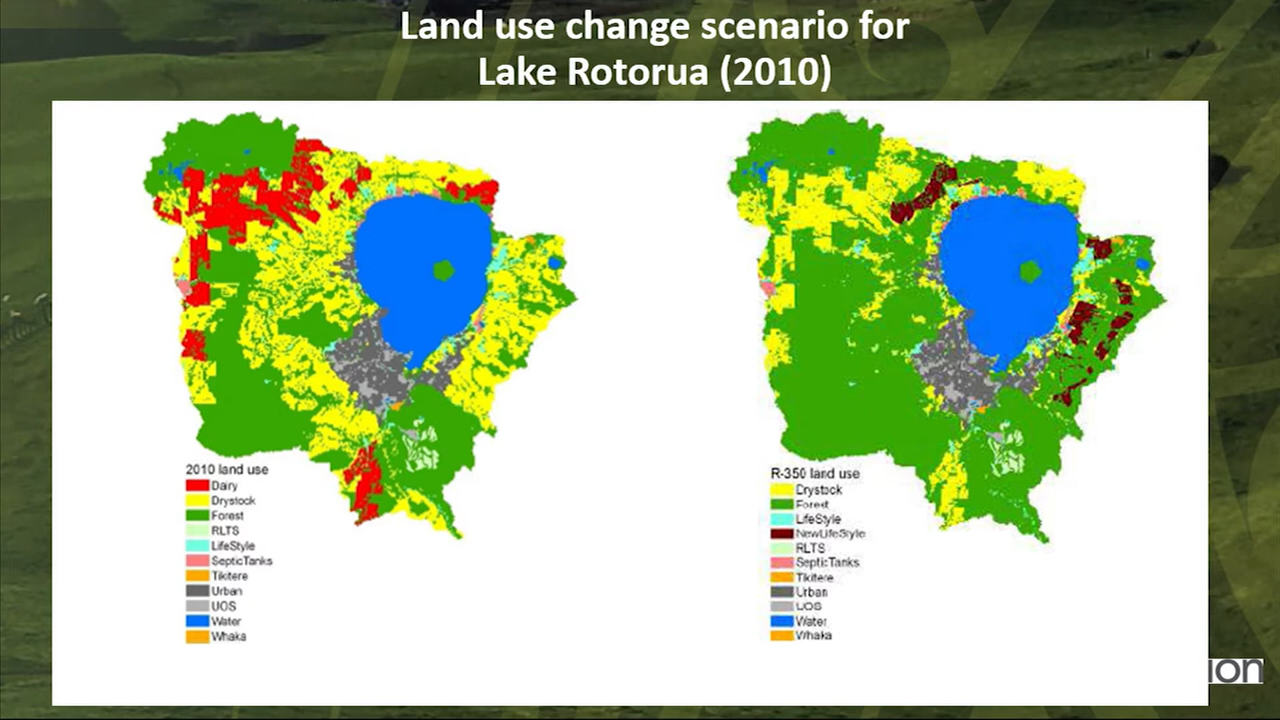 Land use change scenario for
Lake Rotorua (2010)
2010 land use
Dairy
Drystock
Forest
RLTS
LifeStyle
SepticTanks
Tikitere
Urban
UOS
Water
Whaka
R-350 land use
Drystock
Forest
LifeStyle
NewLifeStyle
RLTS
SepticTanks
Tikitere
Urban
UOS
Water
Whaka
ion